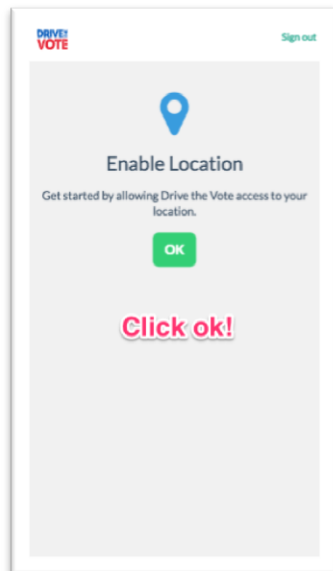 DRIVE THE
VOTE
Sign out
Enable Location
Get started by allowing Drive the Vote access to your
location.
OK
Click ok!